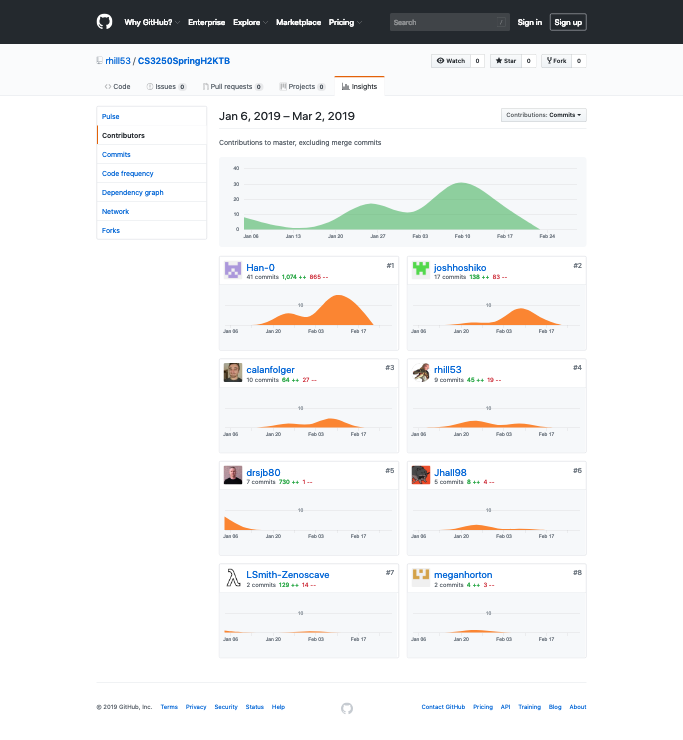 Why GitHub? Enterprise Explore Marketplace Pricing Search / Sign in Sign up
rhill53 / CS3250SpringH2KTB Watch 0 Star 0 Fork 0
Code Issues 0 Pull requests 0 Projects 0 Insights
Pulse
Contributors
Commits
Code frequency
Dependency graph
Network
Forks
Jan 6, 2019 – Mar 2, 2019 Contributions: Commits
Contributions to master, excluding merge commits
40
30
20
10
0
Jan 06 Jan 13 Jan 20 Jan 27 Feb 03 Feb 10 Feb 17 Feb 24
Han-0 #1
41 commits 1,074 ++ 865 --
10
Jan 06 Jan 20 Feb 03 Feb 17
joshhoshiko #2
17 commits 138 ++ 83 --
10
Jan 06 Jan 20 Feb 03 Feb 17
calanfolger #3
10 commits 64 ++ 27 --
10
Jan 06 Jan 20 Feb 03 Feb 17
rhill53 #4
9 commits 45 ++ 19 --
10
Jan 06 Jan 20 Feb 03 Feb 17
drsjb80 #5
7 commits 730 ++ 1 --
10
Jan 06 Jan 20 Feb 03 Feb 17
Jhall98 #6
5 commits 8 ++ 4 --
10
Jan 06 Jan 20 Feb 03 Feb 17
LSmith-Zenoscave #7
2 commits 129 ++ 14 --
10
Jan 06 Jan 20 Feb 03 Feb 17
meganhorton #8
2 commits 4 ++ 3 --
10
Jan 06 Jan 20 Feb 03 Feb 17
© 2019 GitHub, Inc. Terms Privacy Security Status Help Contact GitHub Pricing API Training Blog About